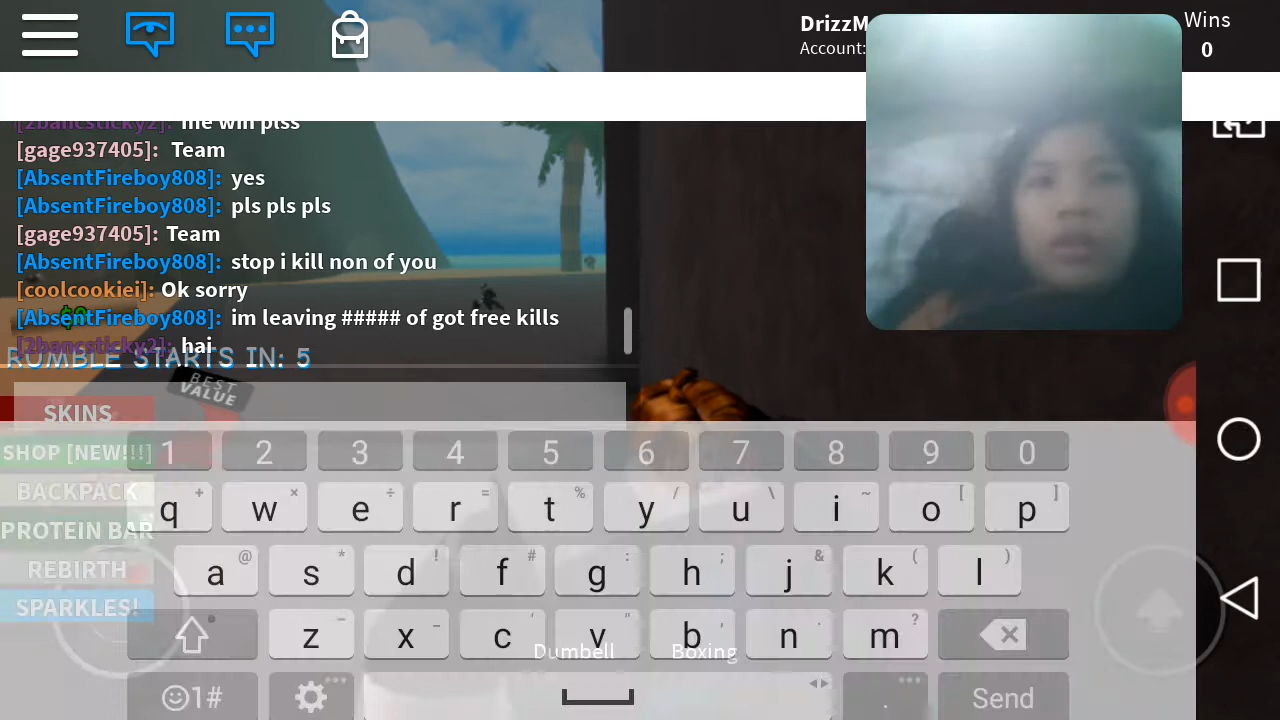 DrizzM
Account:
Wins
0
[2bancsticky2]: me win plss
[gage937405]: Team
[AbsentFireboy808]: yes
[AbsentFireboy808]: pls pls pls
[gage937405]: Team
[AbsentFireboy808]: stop i kill non of you
[coolcookiei]: Ok sorry
[AbsentFireboy808]: im leaving ##### of got free kills
[2bancsticky2]: hai
RUMBLE STARTS IN: 5
BEST
VALUE
SKINS
SHOP [NEW!!!]
BACKPACK
PROTEIN BAR
REBIRTH
SPARKLES!
1 2 3 4 5 6 7 8 9 0
q + w × e ÷ r = t % y / u \ i ~ o [ p ]
a @ s * d ! f # g : h ; j & k ( l )
z x c v b n m ?
Dumbell Boxing
1# . Send